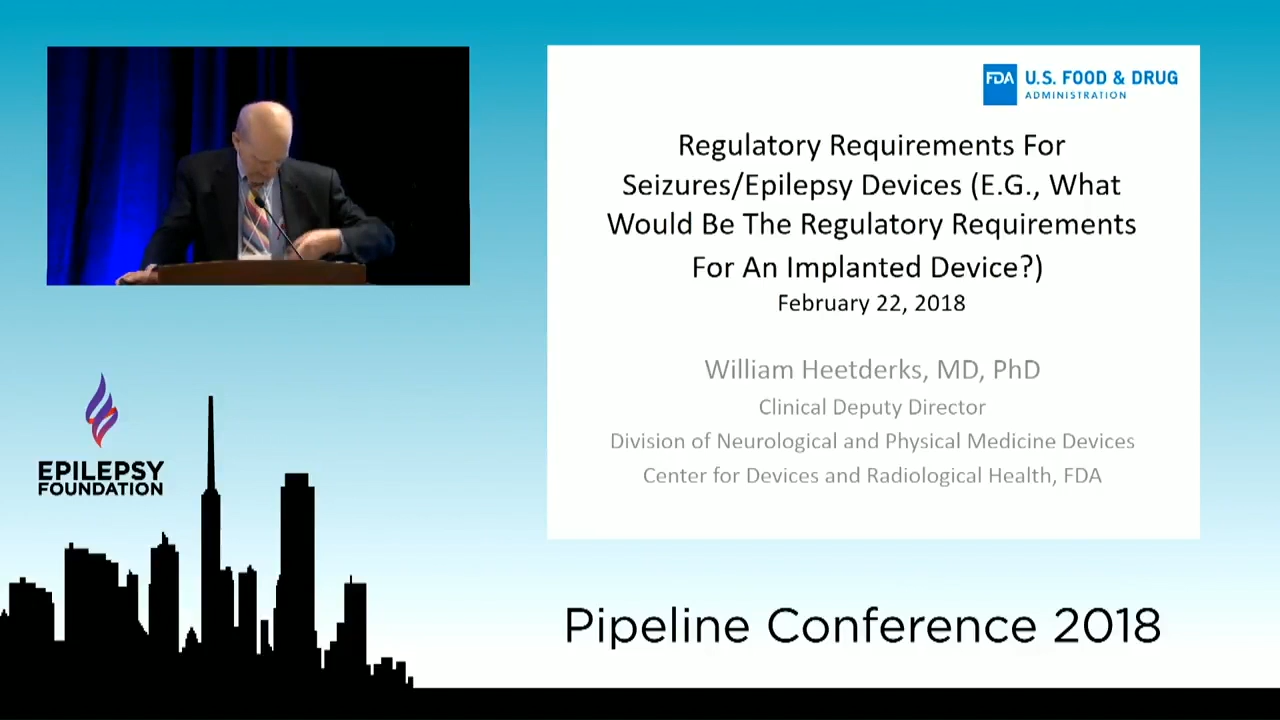 FDA U.S. FOOD & DRUG
ADMINISTRATION
Regulatory Requirements For
Seizures/Epilepsy Devices (E.G., What
Would Be The Regulatory Requirements
For An Implanted Device?)
February 22, 2018
William Heetderks, MD, PhD
Clinical Deputy Director
Division of Neurological and Physical Medicine Devices
Center for Devices and Radiological Health, FDA
EPILEPSY
FOUNDATION
Pipeline Conference 2018